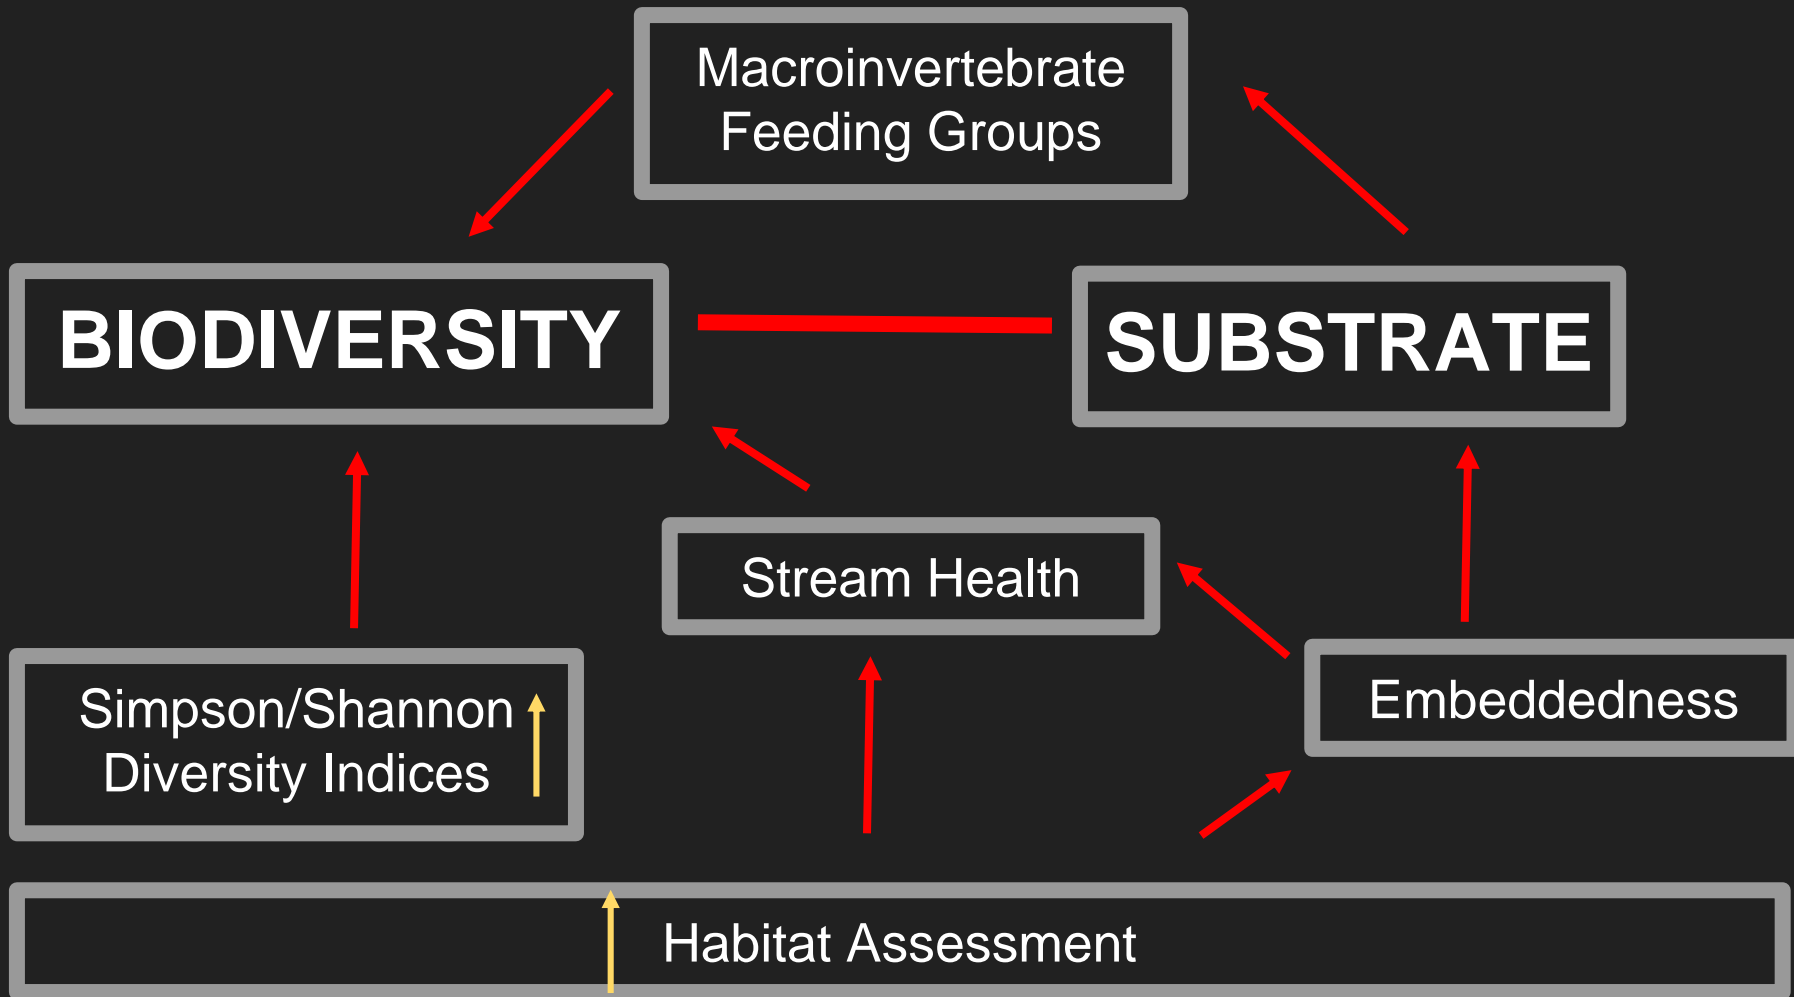 Macroinvertebrate
Feeding Groups
BIODIVERSITY
SUBSTRATE
Stream Health
Simpson/Shannon
Diversity Indices
Embeddedness
Habitat Assessment